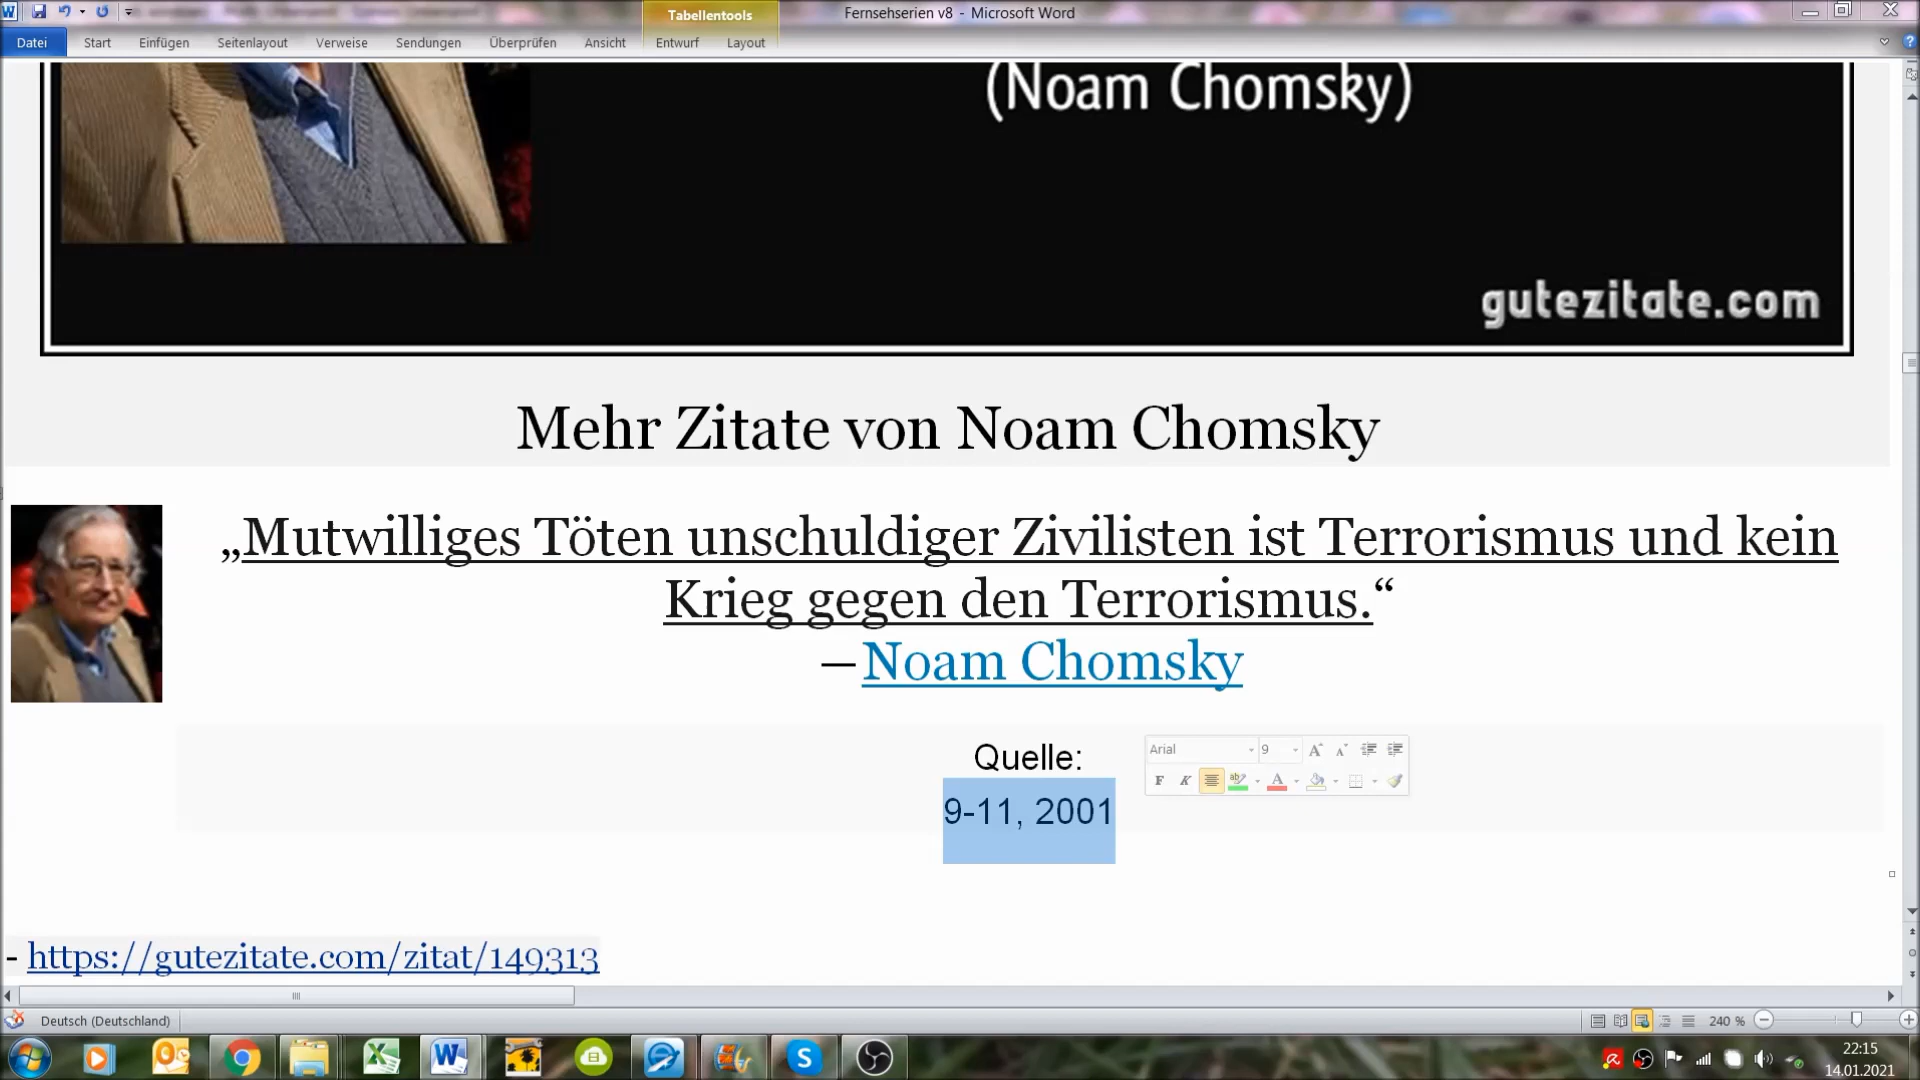 Tabellentools
Fernsehserien v8 - Microsoft Word
Datei Start Einfügen Seitenlayout Verweise Sendungen Überprüfen Ansicht Entwurf Layout
(Noam Chomsky)
gutezitate.com
Mehr Zitate von Noam Chomsky
„Mutwilliges Töten unschuldiger Zivilisten ist Terrorismus und kein
Krieg gegen den Terrorismus.“
— Noam Chomsky
Quelle:
Arial 9
F K
9-11, 2001
- https://gutezitate.com/zitat/149313
Deutsch (Deutschland)
240 %
22:15
14.01.2021